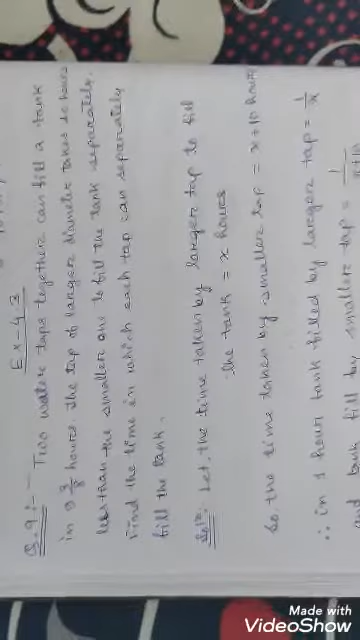 Ex-4.3
Q.9:- Two water taps together can fill a tank
in 9 3/8 hours. The tap of larger diameter takes 10 hours
less than the smaller one to fill the tank separately.
Find the time in which each tap can separately
fill the tank.
Soln: Let, the time taken by larger tap to fill
the tank = x hours
So, the time taken by smaller tap = x+10 hours
∴ in 1 hour tank filled by larger tap = 1/x
and tank fill by smaller tap = 1/x+10
Made with
VideoShow